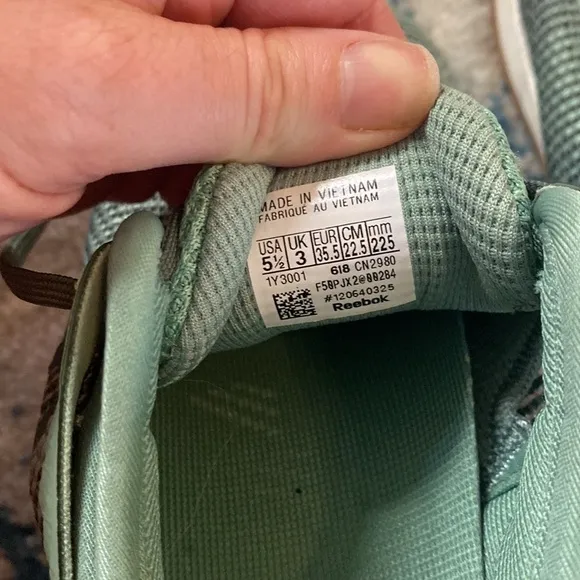 MADE IN VIETNAM
FABRIQUÉ AU VIETNAM
USA UK EUR CM mm
5½ 3 35.5 22.5 225
1Y3001 618 CN2980
#120640325
Reebok